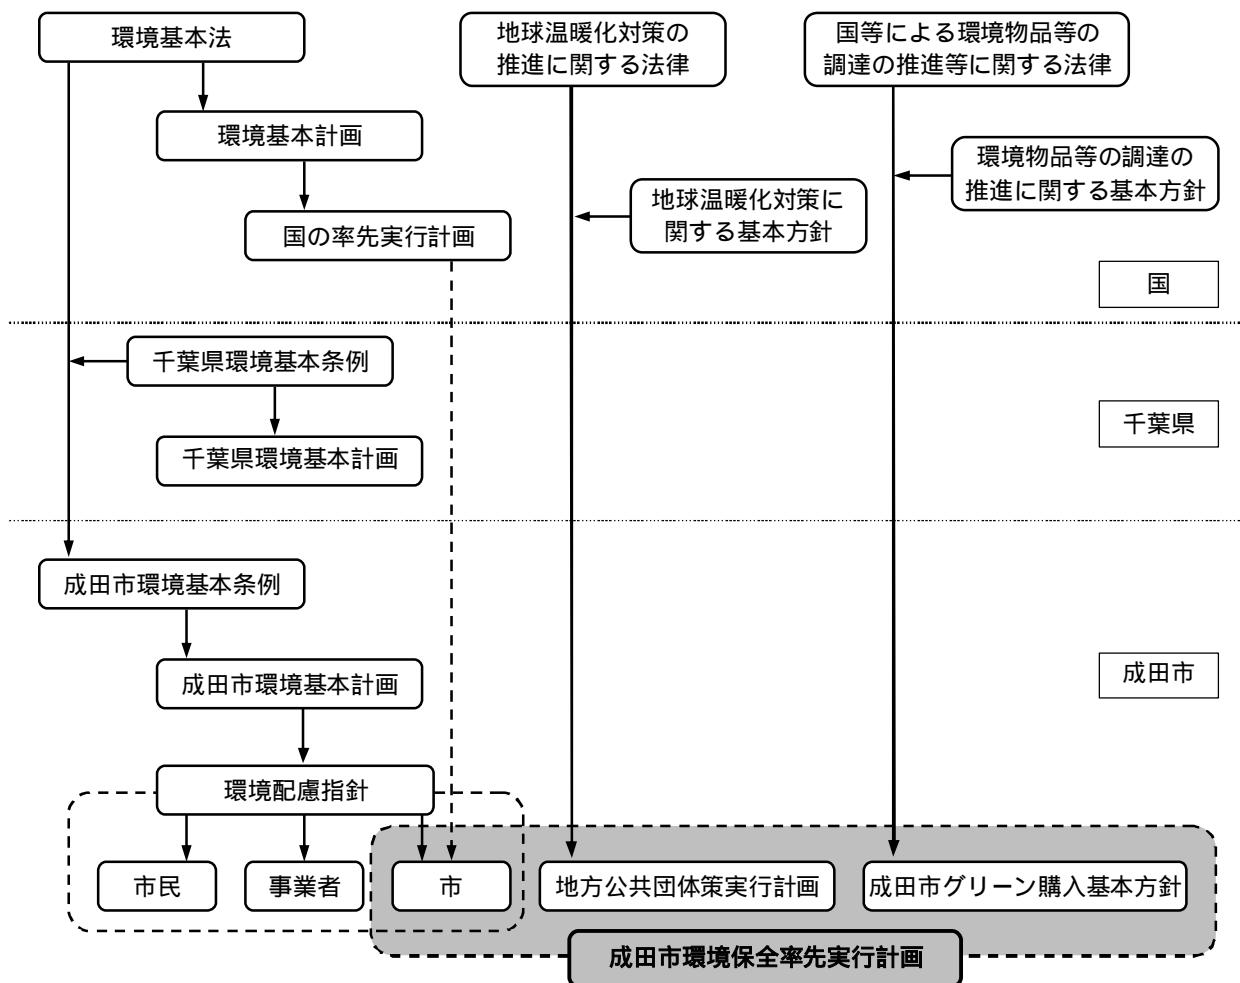 環境基本法
地球温暖化対策の
推進に関する法律
国等による環境物品等の
調達の推進等に関する法律
環境基本計画
環境物品等の調達の
推進に関する基本方針
地球温暖化対策に
関する基本方針
国の率先実行計画
国
千葉県環境基本条例
千葉県
千葉県環境基本計画
成田市環境基本条例
成田市環境基本計画
成田市
環境配慮指針
市民
事業者
市
地方公共団体策実行計画
成田市グリーン購入基本方針
成田市環境保全率先実行計画